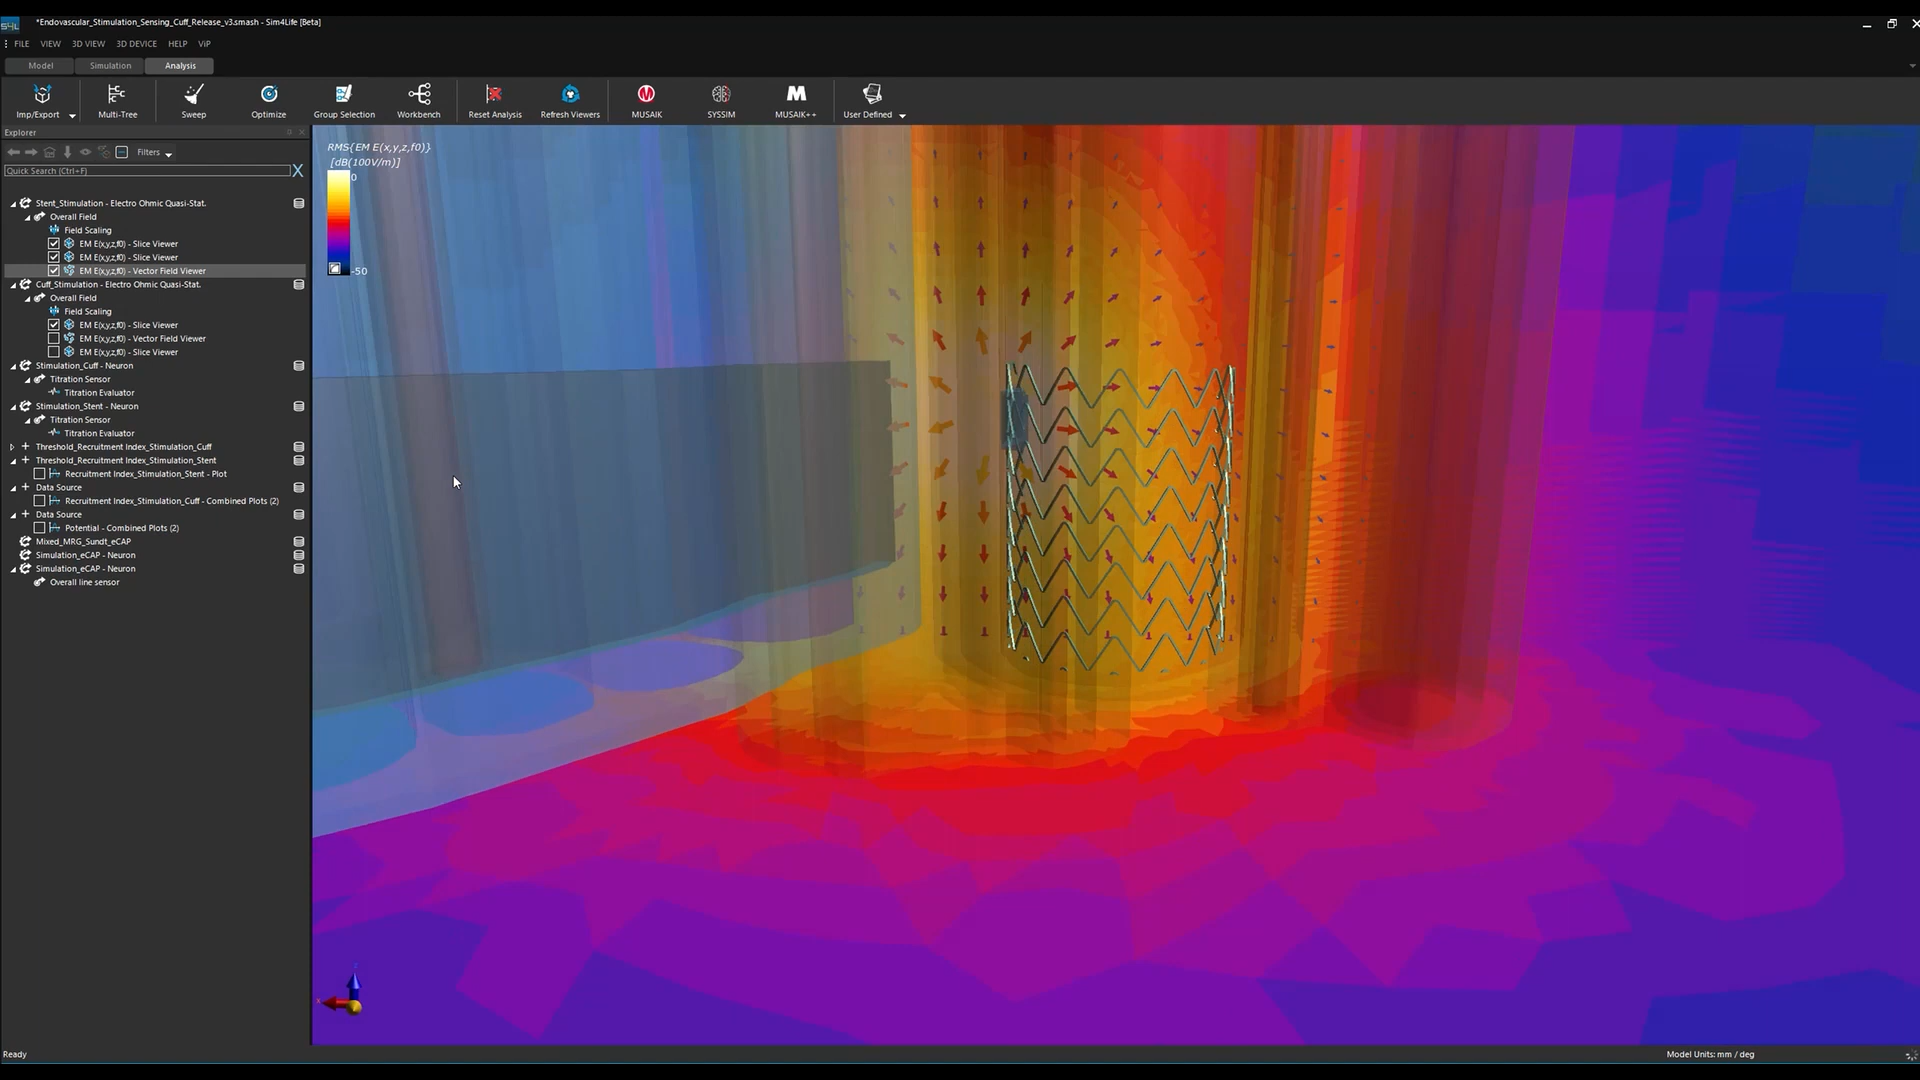 S4L *Endovascular_Stimulation_Sensing_Cuff_Release_v3.smash - Sim4Life [Beta]
FILE VIEW 3D VIEW 3D DEVICE HELP ViP
Model Simulation Analysis
Imp/Export Multi-Tree Sweep Optimize Group Selection Workbench Reset Analysis Refresh Viewers MUSAIK SYSSIM MUSAIK++ User Defined
Explorer
Filters
Quick Search (Ctrl+F)
Stent_Stimulation - Electro Ohmic Quasi-Stat.
Overall Field
Field Scaling
EM E(x,y,z,f0) - Slice Viewer
EM E(x,y,z,f0) - Slice Viewer
EM E(x,y,z,f0) - Vector Field Viewer
Cuff_Stimulation - Electro Ohmic Quasi-Stat.
Overall Field
Field Scaling
EM E(x,y,z,f0) - Slice Viewer
EM E(x,y,z,f0) - Vector Field Viewer
EM E(x,y,z,f0) - Slice Viewer
Stimulation_Cuff - Neuron
Titration Sensor
Titration Evaluator
Stimulation_Stent - Neuron
Titration Sensor
Titration Evaluator
Threshold_Recruitment Index_Stimulation_Cuff
Threshold_Recruitment Index_Stimulation_Stent
Recruitment Index_Stimulation_Stent - Plot
Data Source
Recruitment Index_Stimulation_Cuff - Combined Plots (2)
Data Source
Potential - Combined Plots (2)
Mixed_MRG_Sundt_eCAP
Simulation_eCAP - Neuron
Simulation_eCAP - Neuron
Overall line sensor
RMS{EM E(x,y,z,f0)}
[dB(100V/m)]
0
-50
x
Ready
Model Units: mm / deg